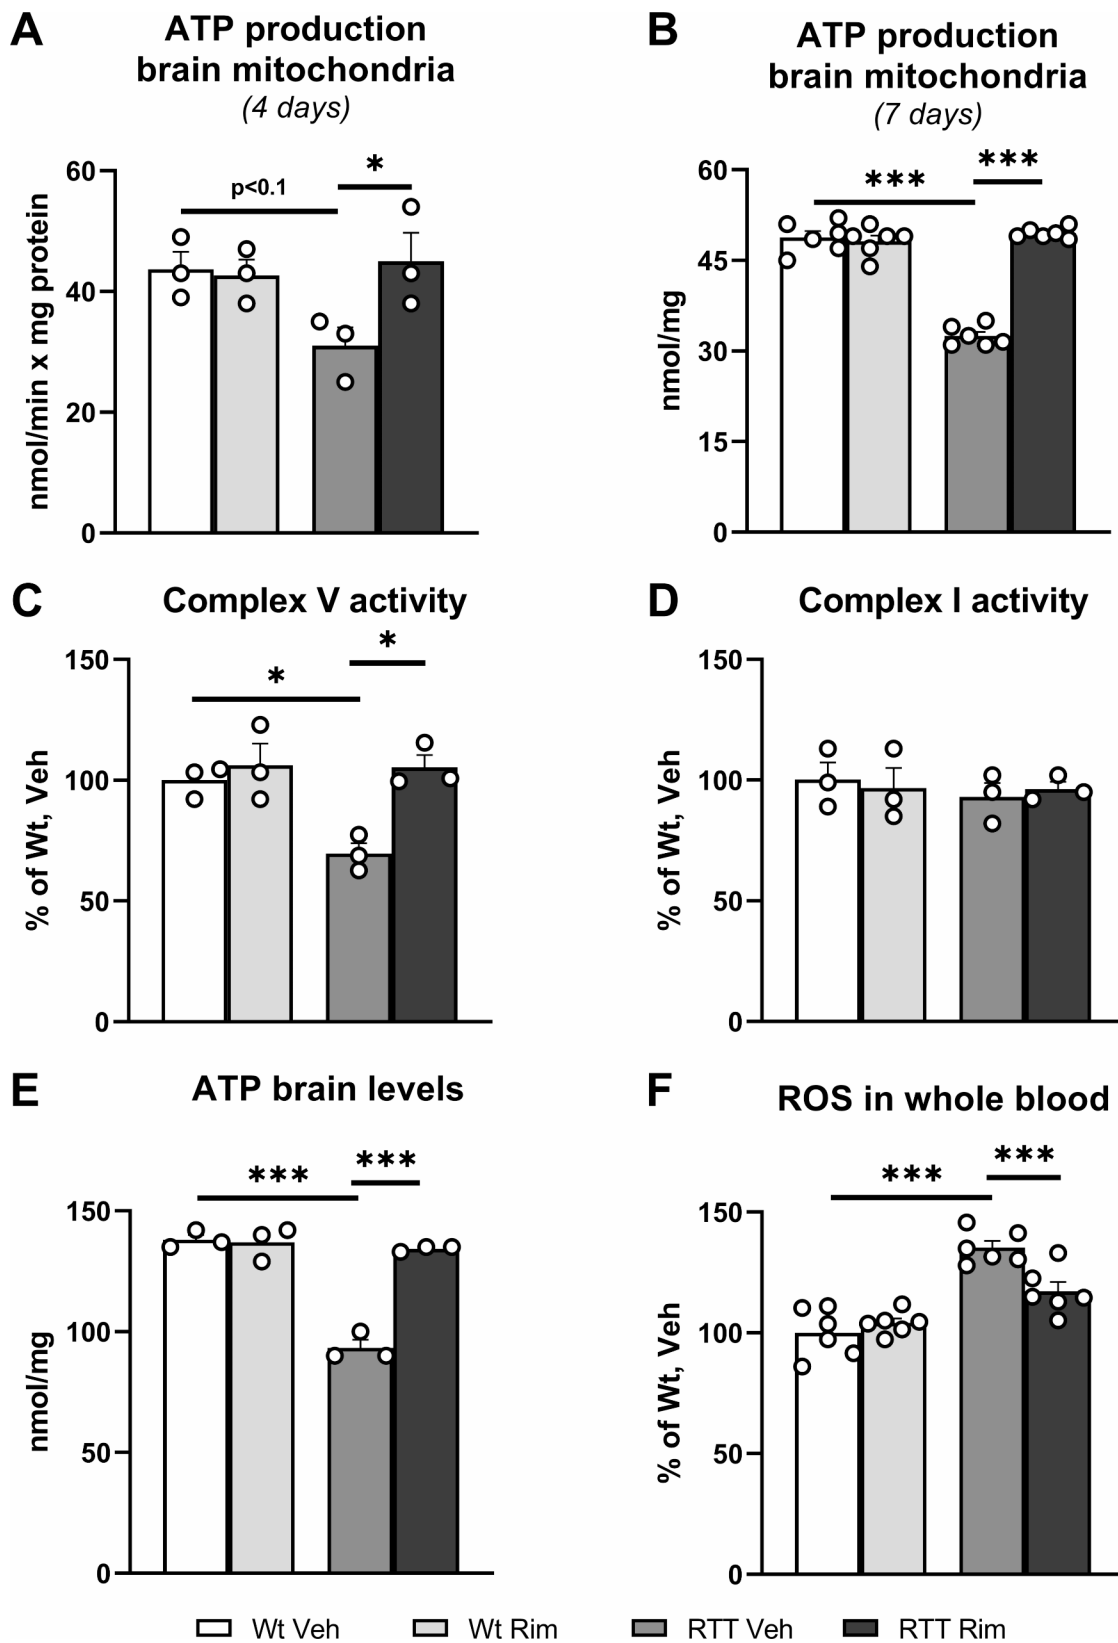 A
ATP production
brain mitochondria
(4 days)
nmol/min x mg protein
60
40
20
0
p<0.1
*
B
ATP production
brain mitochondria
(7 days)
nmol/mg
60
45
30
15
0
***
***
C
Complex V activity
% of Wt, Veh
150
100
50
0
*
*
D
Complex I activity
% of Wt, Veh
150
100
50
0
E
ATP brain levels
nmol/mg
150
100
50
0
***
***
F
ROS in whole blood
% of Wt, Veh
150
100
50
0
***
***
Wt Veh
Wt Rim
RTT Veh
RTT Rim